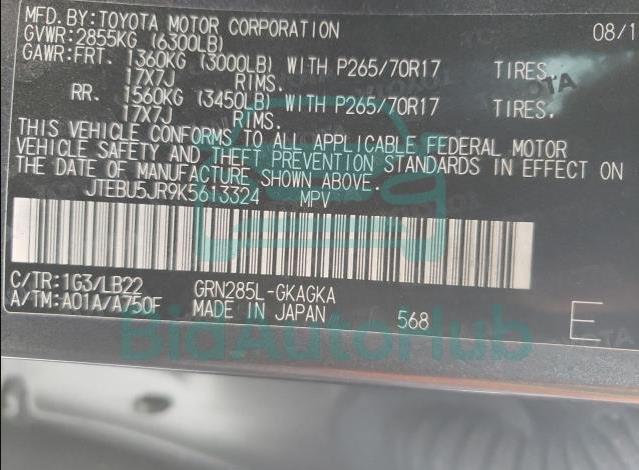 MFD. BY: TOYOTA MOTOR CORPORATION 08/1
GVWR: 2855KG (6300LB)
GAWR: FRT. 1360KG (3000LB) WITH P265/70R17 TIRES.
17X7J RIMS.
RR. 1560KG (3450LB) WITH P265/70R17 TIRES.
17X7J RIMS.
THIS VEHICLE CONFORMS TO ALL APPLICABLE FEDERAL MOTOR
VEHICLE SAFETY AND THEFT PREVENTION STANDARDS IN EFFECT ON
THE DATE OF MANUFACTURE SHOWN ABOVE.
JTEBU5JR9K5613324 MPV
C/TR: 1G3/LB22 GRN285L-GKAGKA
A/TM: A01A/A750F MADE IN JAPAN 568 E
BidAutoHub